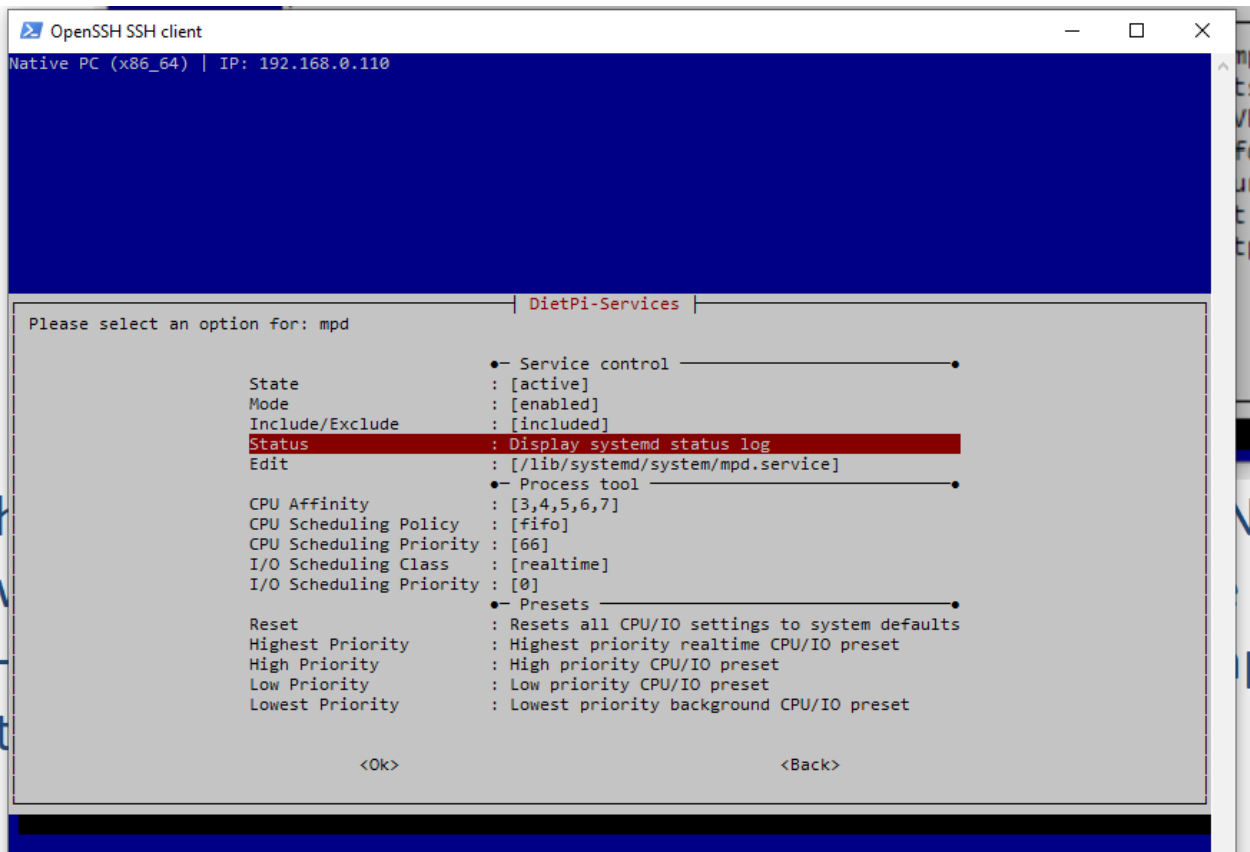 OpenSSH SSH client
Native PC (x86_64) | IP: 192.168.0.110
DietPi-Services
Please select an option for: mpd
Service control
State : [active]
Mode : [enabled]
Include/Exclude : [included]
Status : Display systemd status log
Edit : [/lib/systemd/system/mpd.service]
Process tool
CPU Affinity : [3,4,5,6,7]
CPU Scheduling Policy : [fifo]
CPU Scheduling Priority : [66]
I/O Scheduling Class : [realtime]
I/O Scheduling Priority : [0]
Presets
Reset : Resets all CPU/IO settings to system defaults
Highest Priority : Highest priority realtime CPU/IO preset
High Priority : High priority CPU/IO preset
Low Priority : Low priority CPU/IO preset
Lowest Priority : Lowest priority background CPU/IO preset
<Ok> <Back>